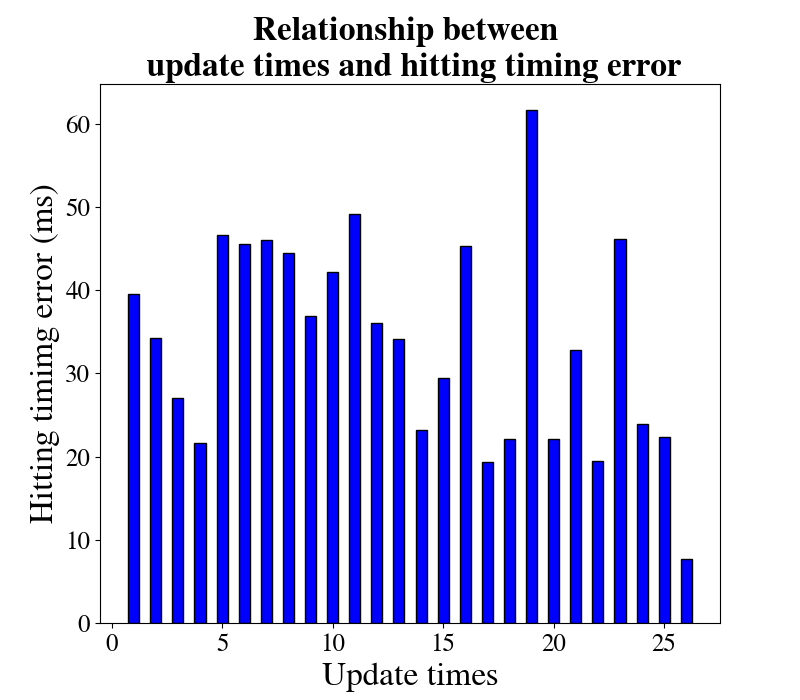 Relationship between
update times and hitting timing error
Hitting timimg error (ms)
60
50
40
30
20
10
0
0 5 10 15 20 25
Update times